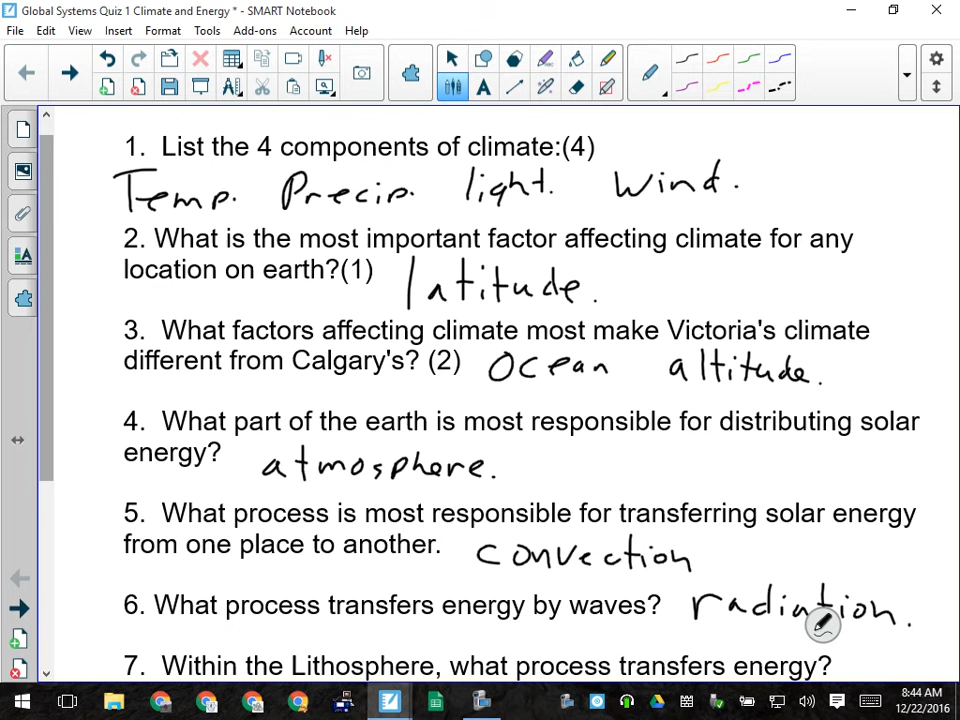 Global Systems Quiz 1 Climate and Energy * - SMART Notebook
File Edit View Insert Format Tools Add-ons Account Help
1. List the 4 components of climate:(4)
Temp. Precip. light. Wind.
2. What is the most important factor affecting climate for any
location on earth?(1) latitude.
3. What factors affecting climate most make Victoria's climate
different from Calgary's? (2) Ocean altitude.
4. What part of the earth is most responsible for distributing solar
energy? atmosphere.
5. What process is most responsible for transferring solar energy
from one place to another. convection
6. What process transfers energy by waves? radiation.
7. Within the Lithosphere, what process transfers energy?
8:44 AM
12/22/2016